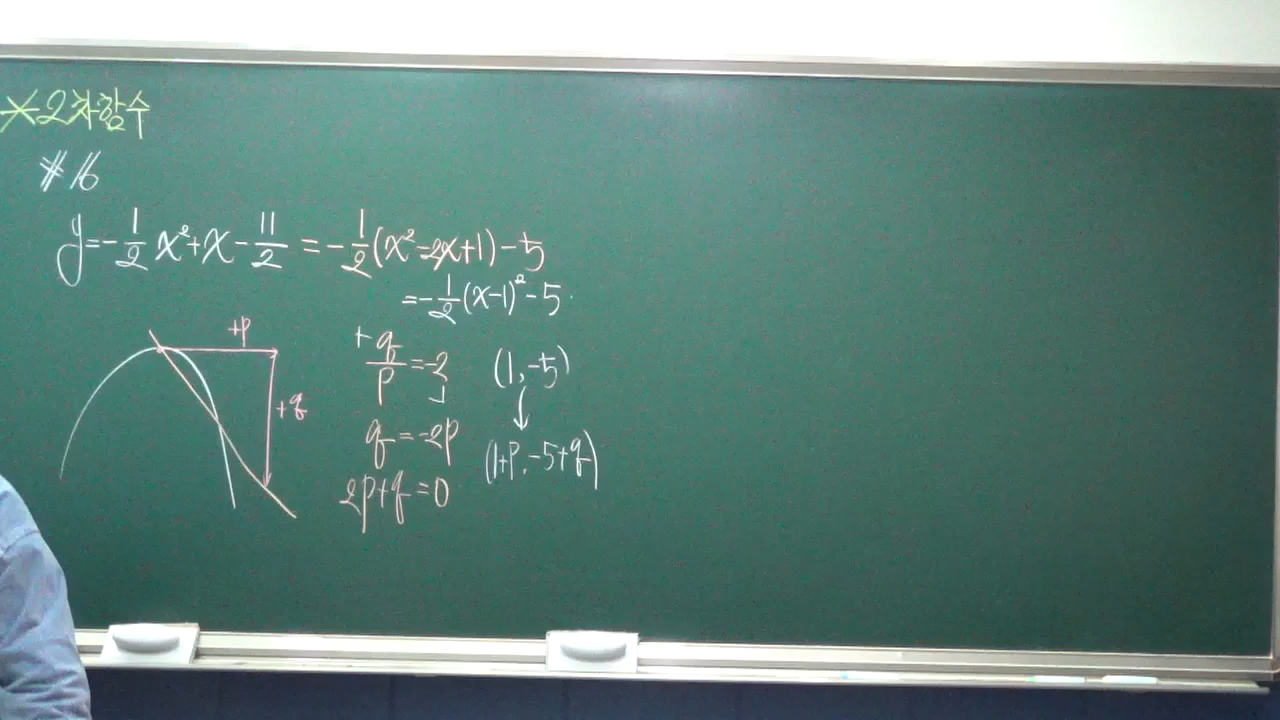 *2차함수
#16
y=-1/2x²+x-11/2=-1/2(x²-2x+1)-5
=-1/2(x-1)²-5
+p
+q
+q/p=-2
q=-2p
2p+q=0
(1,-5)
↓
(1+p,-5+q)